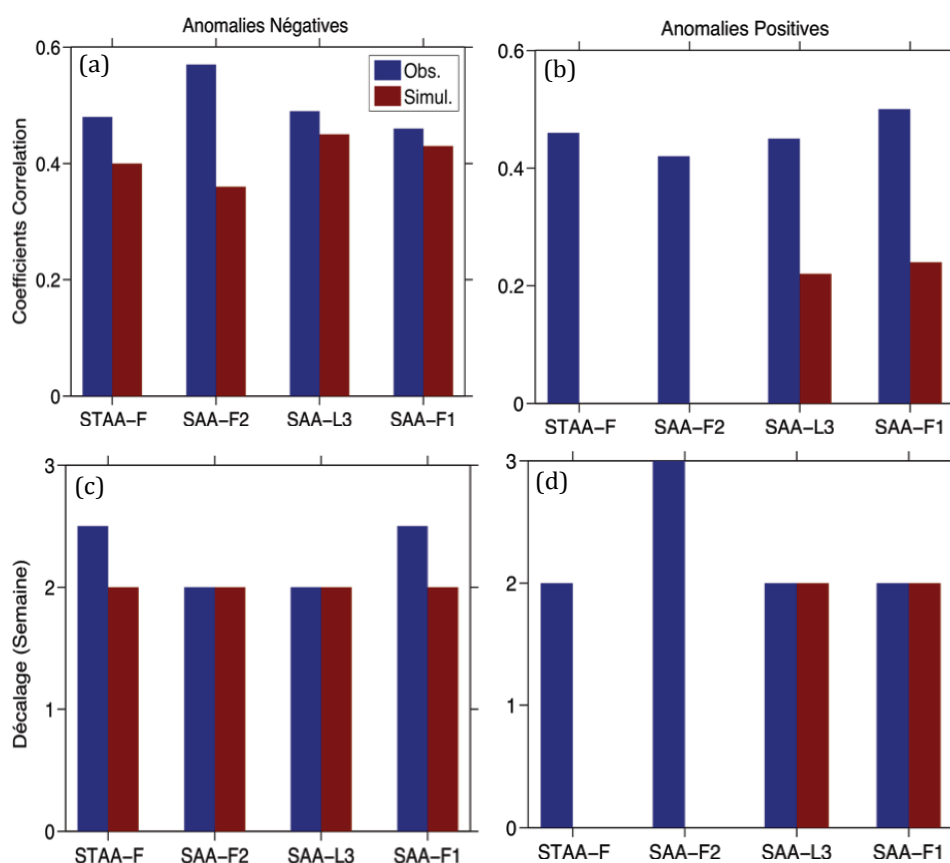 Anomalies Négatives
Anomalies Positives
(a)
(b)
Obs.
Simul.
0.6
0.4
0.2
0
Coefficients Correlation
STAA–F SAA–F2 SAA–L3 SAA–F1
0.6
0.4
0.2
0
STAA–F SAA–F2 SAA–L3 SAA–F1
(c)
(d)
3
2
1
0
Décalage (Semaine)
STAA–F SAA–F2 SAA–L3 SAA–F1
3
2
1
0
STAA–F SAA–F2 SAA–L3 SAA–F1